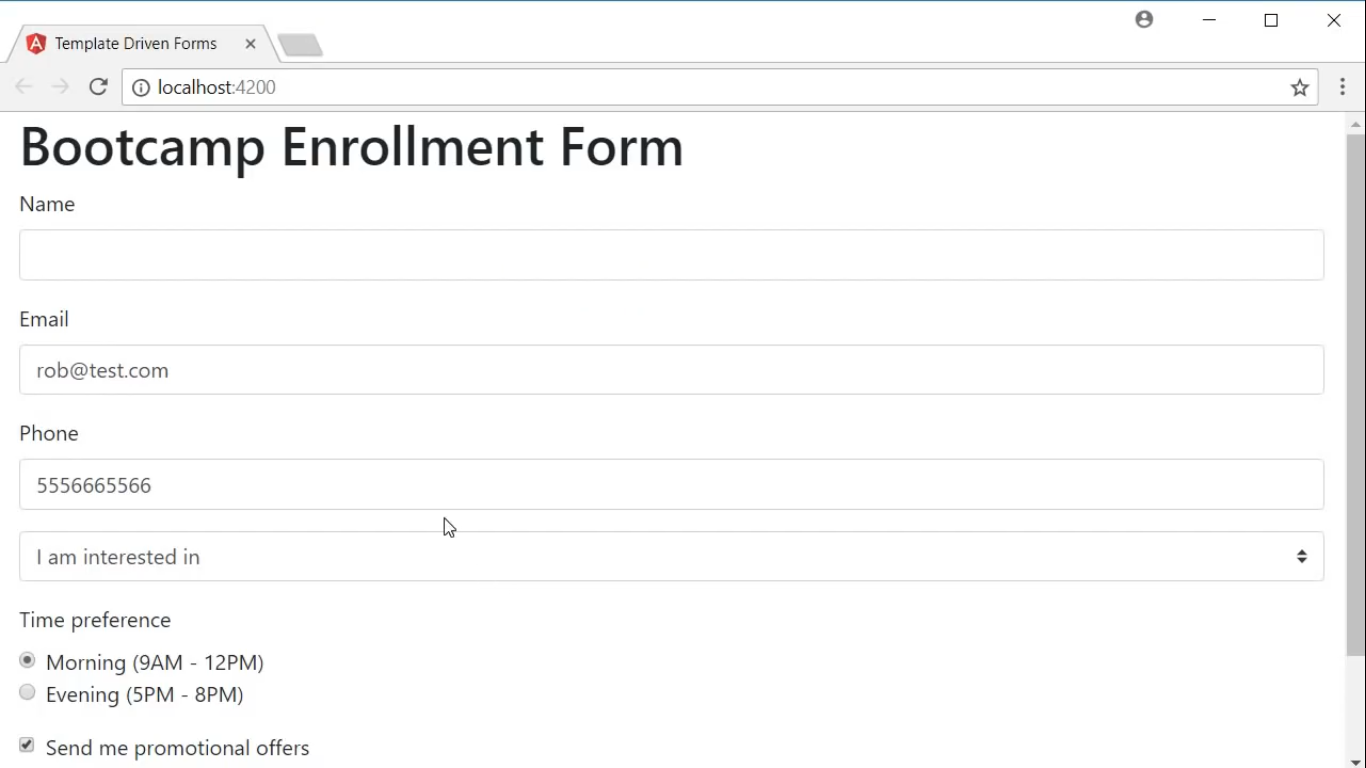 Template Driven Forms
localhost:4200
Bootcamp Enrollment Form
Name
Email
rob@test.com
Phone
5556665566
I am interested in
Time preference
Morning (9AM - 12PM)
Evening (5PM - 8PM)
Send me promotional offers